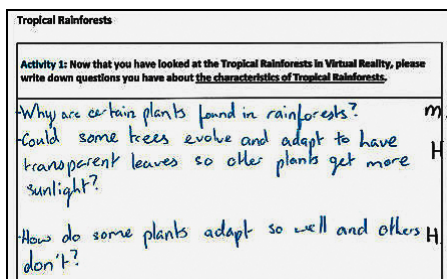 Tropical Rainforests
Activity 1: Now that you have looked at the Tropical Rainforests in Virtual Reality, please
write down questions you have about the characteristics of Tropical Rainforests.
-Why are certain plants found in rainforests? m
-Could some trees evolve and adapt to have H
transparent leaves so other plants get more
sunlight?
-How do some plants adapt so well and others H
don't?